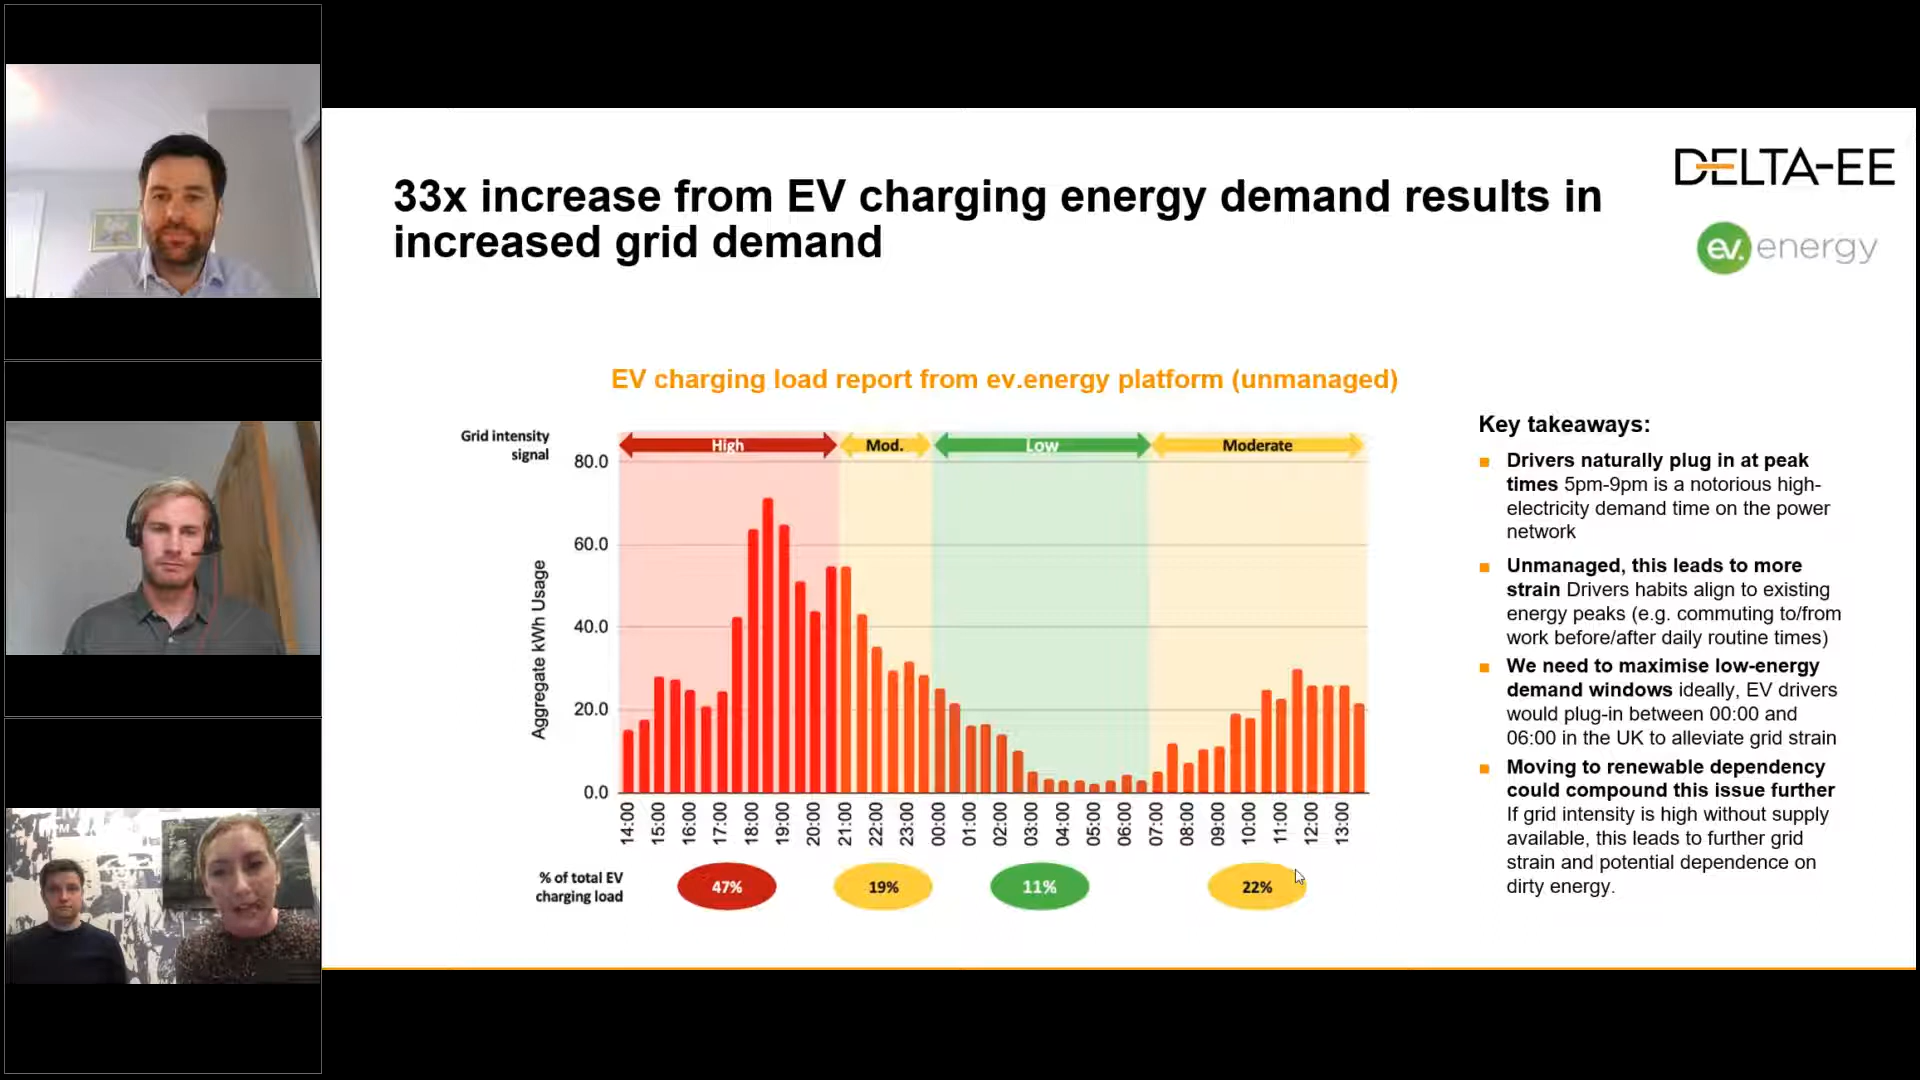 DELTA-EE
ev.energy
33x increase from EV charging energy demand results in
increased grid demand
EV charging load report from ev.energy platform (unmanaged)
Grid intensity
signal
High
Mod.
Low
Moderate
80.0
60.0
40.0
20.0
0.0
Aggregate kWh Usage
14:00
15:00
16:00
17:00
18:00
19:00
20:00
21:00
22:00
23:00
00:00
01:00
02:00
03:00
04:00
05:00
06:00
07:00
08:00
09:00
10:00
11:00
12:00
13:00
% of total EV
charging load
47%
19%
11%
22%
Key takeaways:
Drivers naturally plug in at peak
times 5pm-9pm is a notorious high-
electricity demand time on the power
network
Unmanaged, this leads to more
strain Drivers habits align to existing
energy peaks (e.g. commuting to/from
work before/after daily routine times)
We need to maximise low-energy
demand windows ideally, EV drivers
would plug-in between 00:00 and
06:00 in the UK to alleviate grid strain
Moving to renewable dependency
could compound this issue further
If grid intensity is high without supply
available, this leads to further grid
strain and potential dependence on
dirty energy.